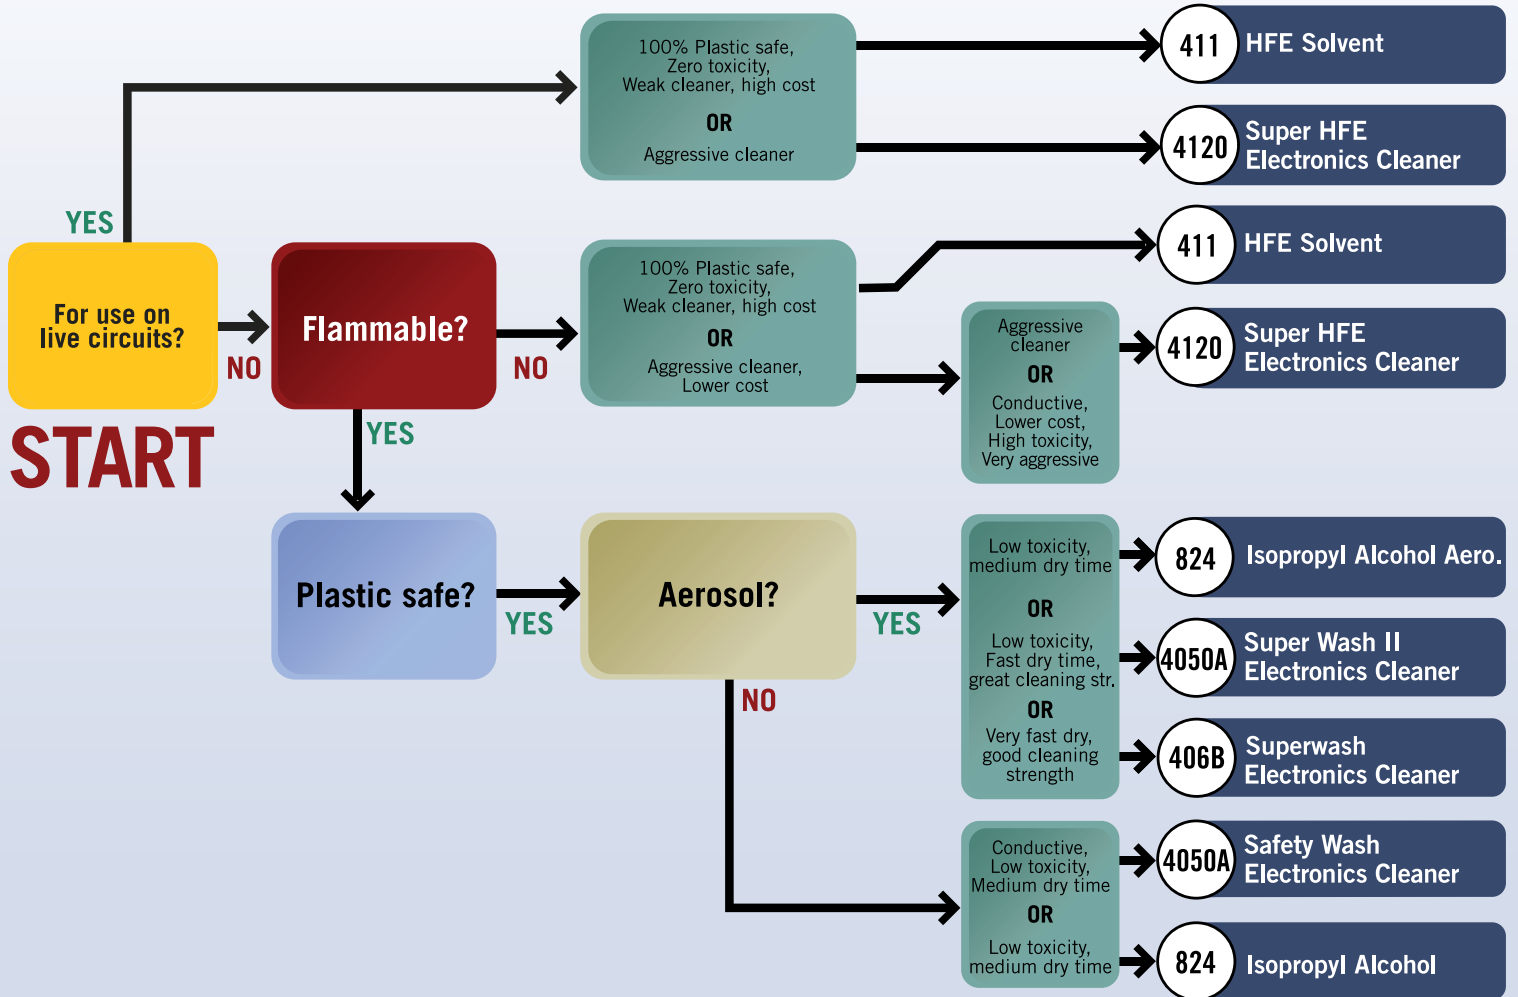 100% Plastic safe,
Zero toxicity,
Weak cleaner, high cost
OR
Aggressive cleaner
411
HFE Solvent
4120
Super HFE
Electronics Cleaner
YES
For use on
live circuits?
NO
START
Flammable?
NO
YES
100% Plastic safe,
Zero toxicity,
Weak cleaner, high cost
OR
Aggressive cleaner,
Lower cost
411
HFE Solvent
Aggressive
cleaner
OR
Conductive,
Lower cost,
High toxicity,
Very aggressive
4120
Super HFE
Electronics Cleaner
Plastic safe?
YES
Aerosol?
YES
NO
Low toxicity,
medium dry time
OR
Low toxicity,
Fast dry time,
great cleaning str.
OR
Very fast dry,
good cleaning
strength
824
Isopropyl Alcohol Aero.
4050A
Super Wash II
Electronics Cleaner
406B
Superwash
Electronics Cleaner
Conductive,
Low toxicity,
Medium dry time
OR
Low toxicity,
medium dry time
4050A
Safety Wash
Electronics Cleaner
824
Isopropyl Alcohol